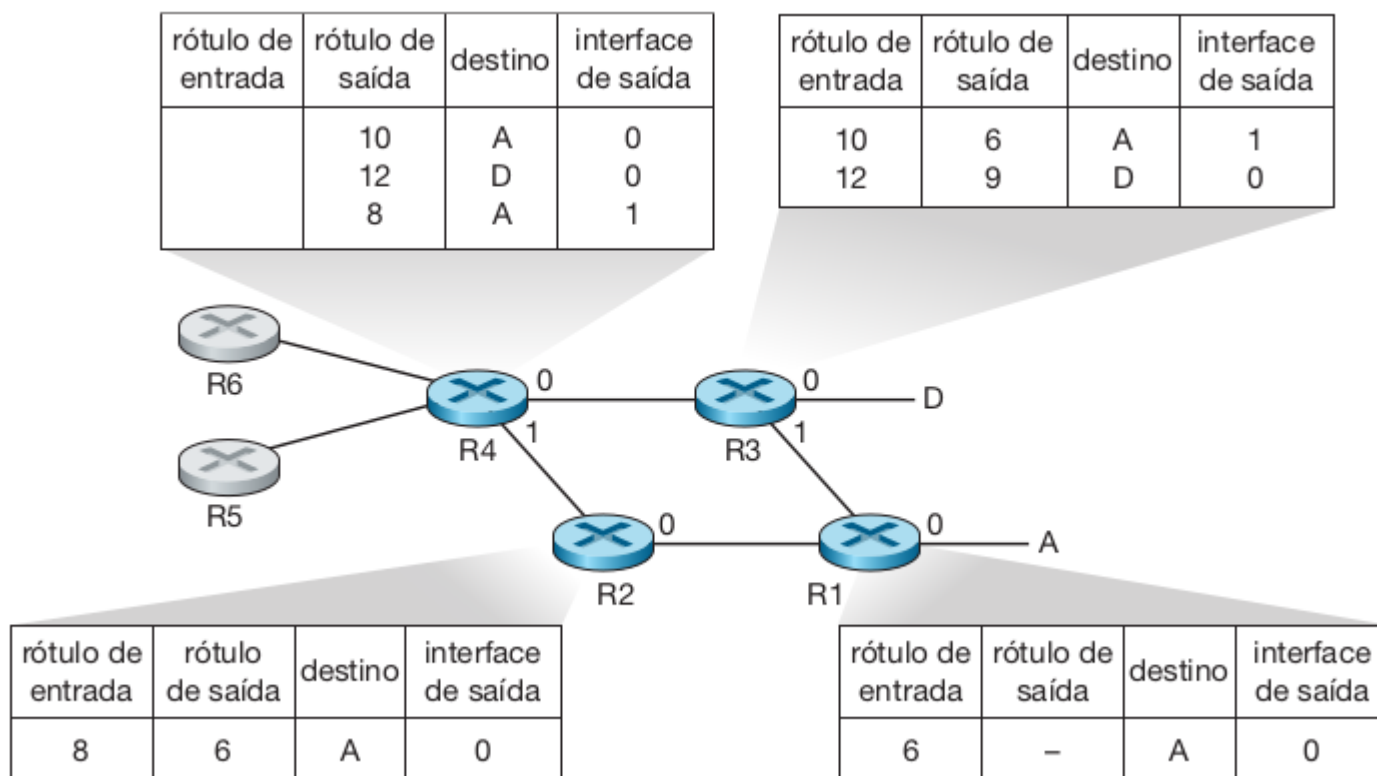 rótulo de entrada | rótulo de saída | destino | interface de saída
10 | A | 0
12 | D | 0
8 | A | 1
rótulo de entrada | rótulo de saída | destino | interface de saída
10 | 6 | A | 1
12 | 9 | D | 0
R6
R5
0
1
R4
0
1
R3
D
0
R2
0
R1
A
rótulo de entrada | rótulo de saída | destino | interface de saída
8 | 6 | A | 0
rótulo de entrada | rótulo de saída | destino | interface de saída
6 | – | A | 0